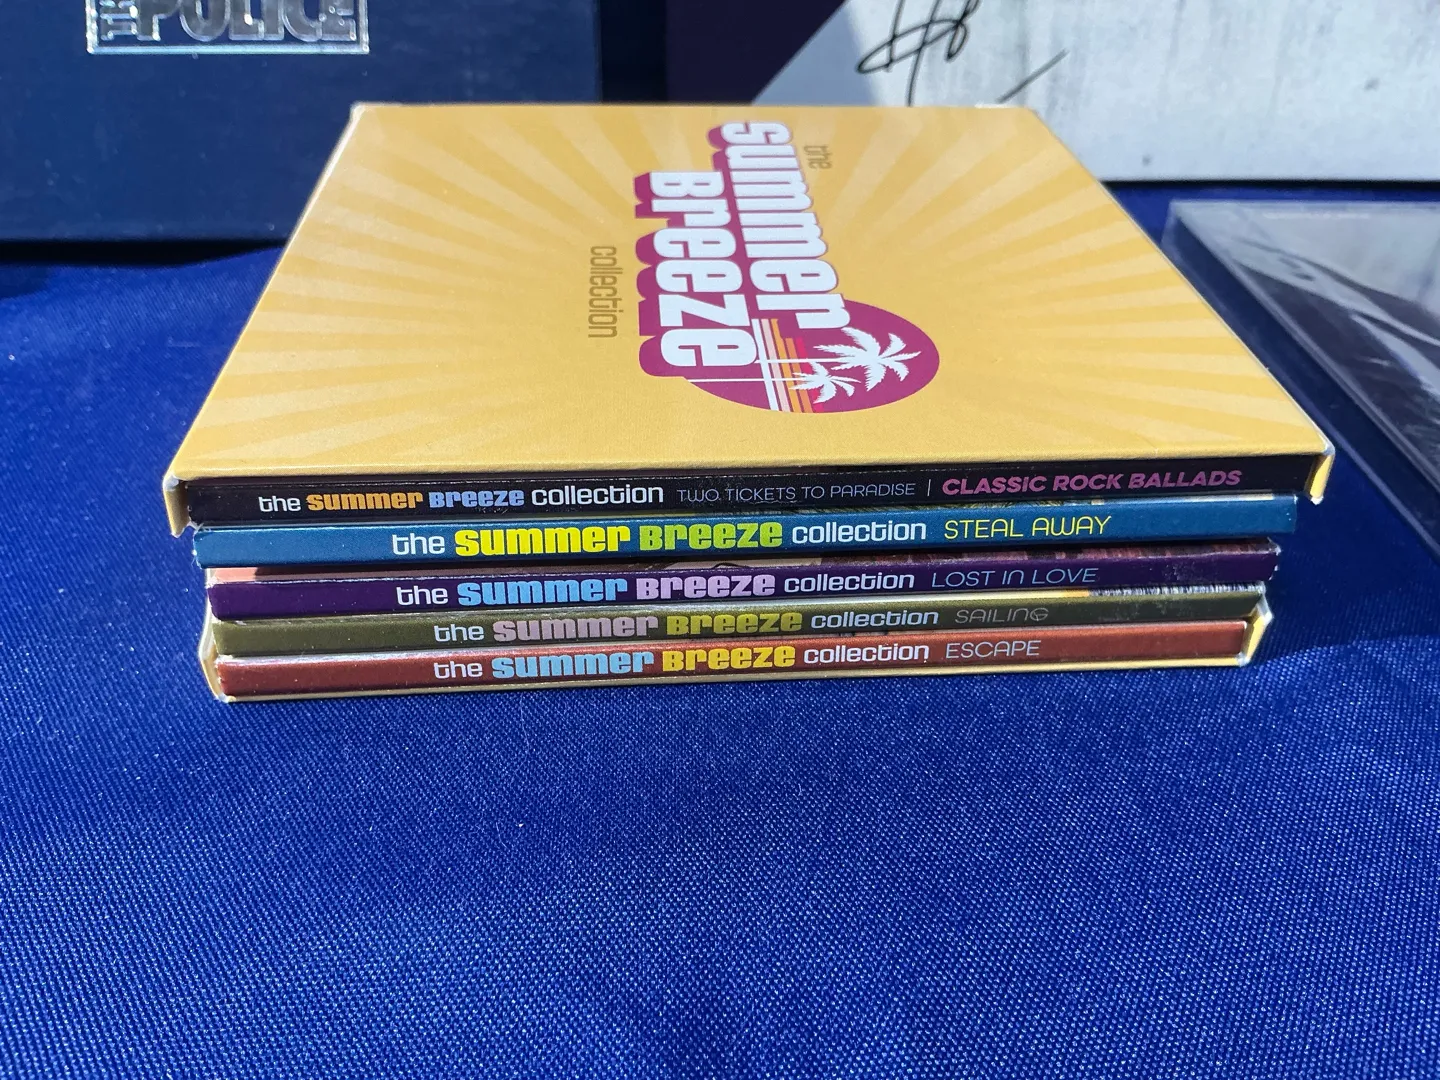 THE POLICE
the
summer
Breeze
collection
the summer Breeze collection TWO TICKETS TO PARADISE | CLASSIC ROCK BALLADS
the summer Breeze collection STEAL AWAY
the summer Breeze collection LOST IN LOVE
the summer Breeze collection SAILING
the summer Breeze collection ESCAPE